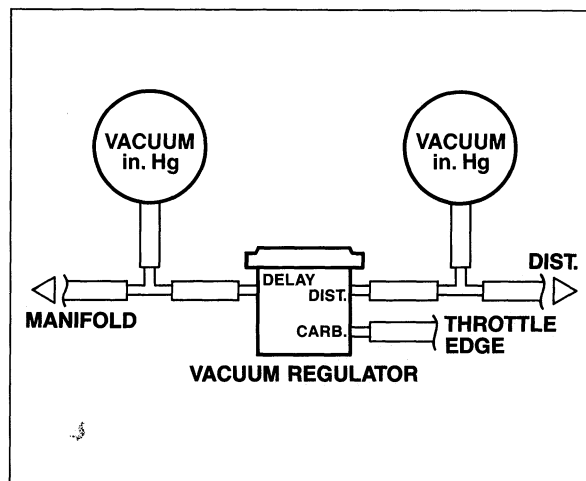 VACUUM
in. Hg
VACUUM
in. Hg
DELAY
DIST.
DIST.
MANIFOLD
CARB.
THROTTLE
EDGE
VACUUM REGULATOR